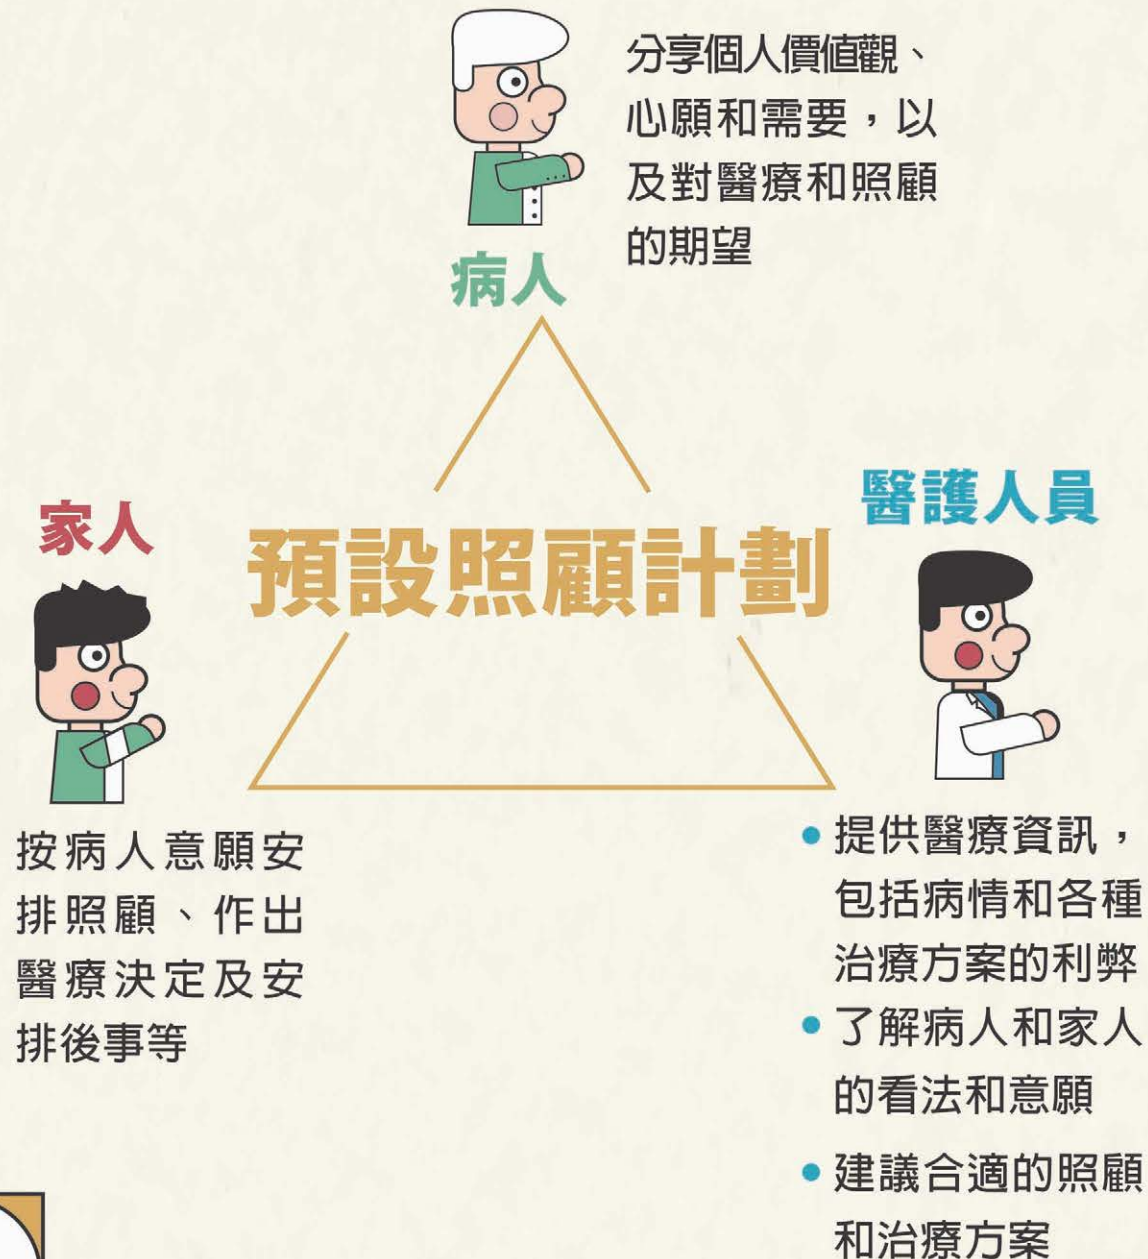 分享個人價值觀、
心願和需要，以
及對醫療和照顧
的期望
病人
家人
預設照顧計劃
醫護人員
按病人意願安
排照顧、作出
醫療決定及安
排後事等
• 提供醫療資訊，
包括病情和各種
治療方案的利弊
• 了解病人和家人
的看法和意願
• 建議合適的照顧
和治療方案